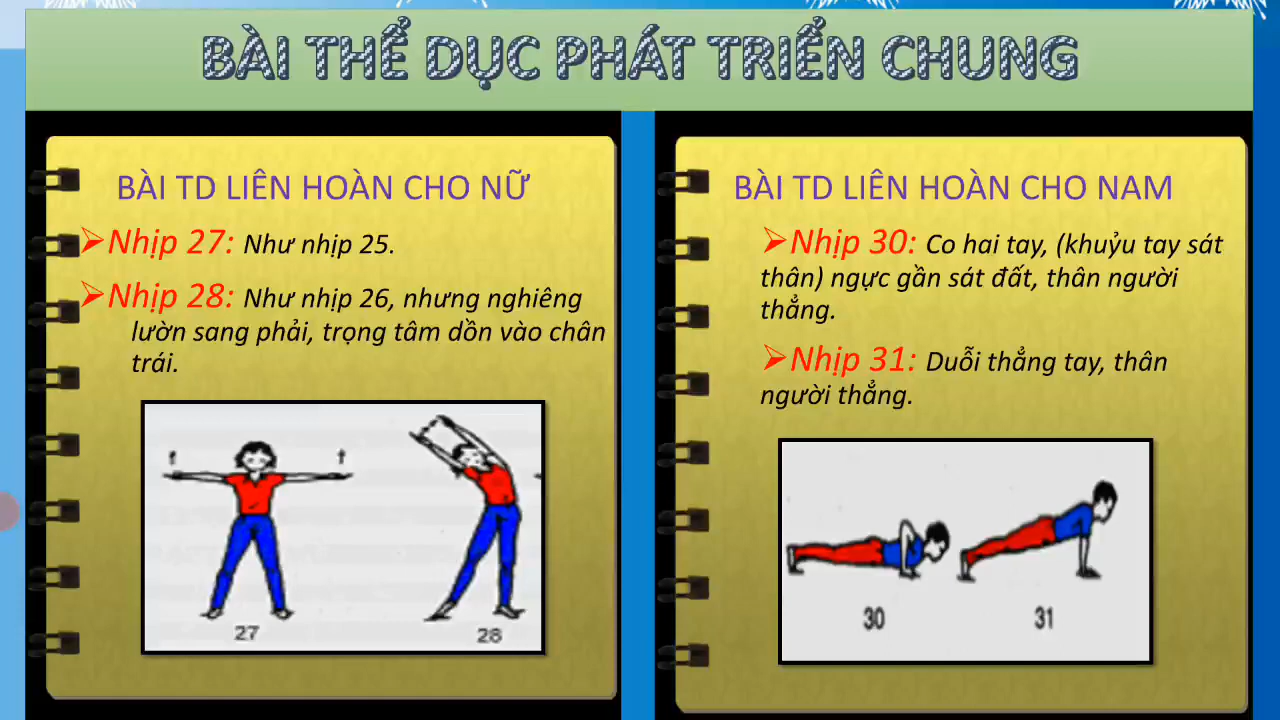 BÀI THỂ DỤC PHÁT TRIỂN CHUNG
BÀI TD LIÊN HOÀN CHO NỮ
Nhịp 27: Như nhịp 25.
Nhịp 28: Như nhịp 26, nhưng nghiêng
lườn sang phải, trọng tâm dồn vào chân
trái.
27
28
BÀI TD LIÊN HOÀN CHO NAM
Nhịp 30: Co hai tay, (khuỷu tay sát
thân) ngực gần sát đất, thân người
thẳng.
Nhịp 31: Duỗi thẳng tay, thân
người thẳng.
30
31